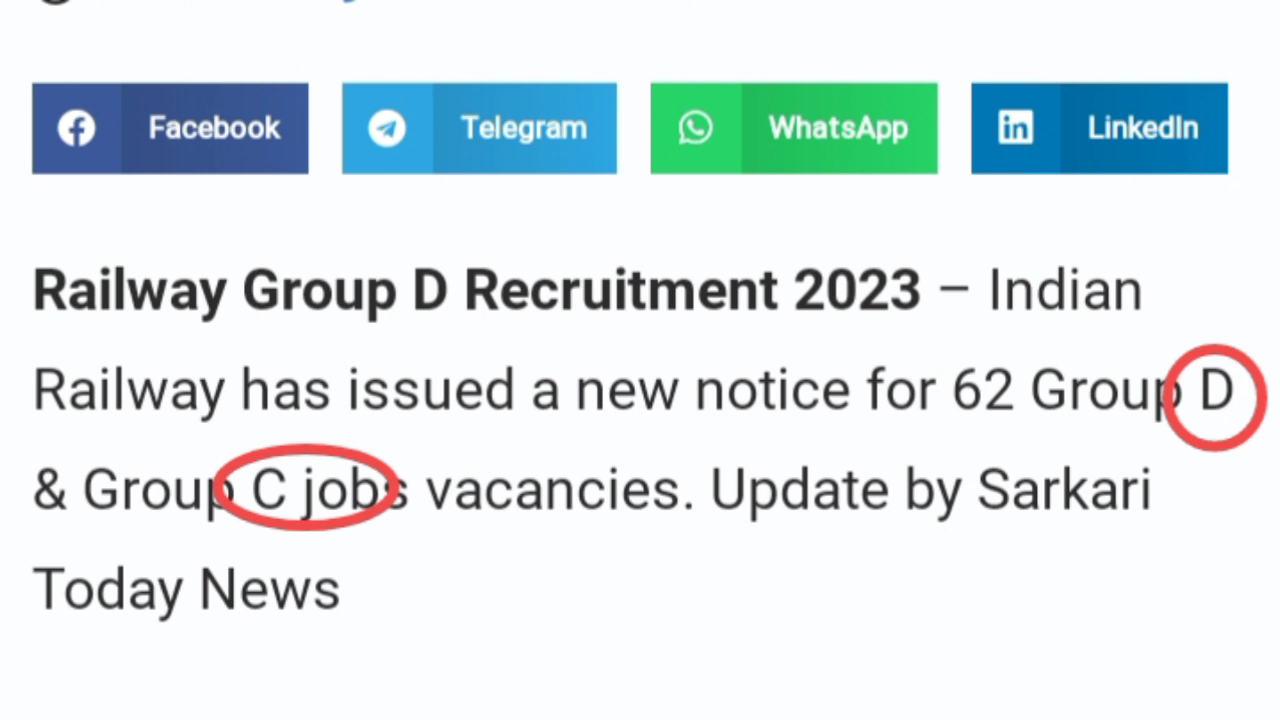 Facebook Telegram WhatsApp LinkedIn
Railway Group D Recruitment 2023 – Indian
Railway has issued a new notice for 62 Group D
& Group C jobs vacancies. Update by Sarkari
Today News